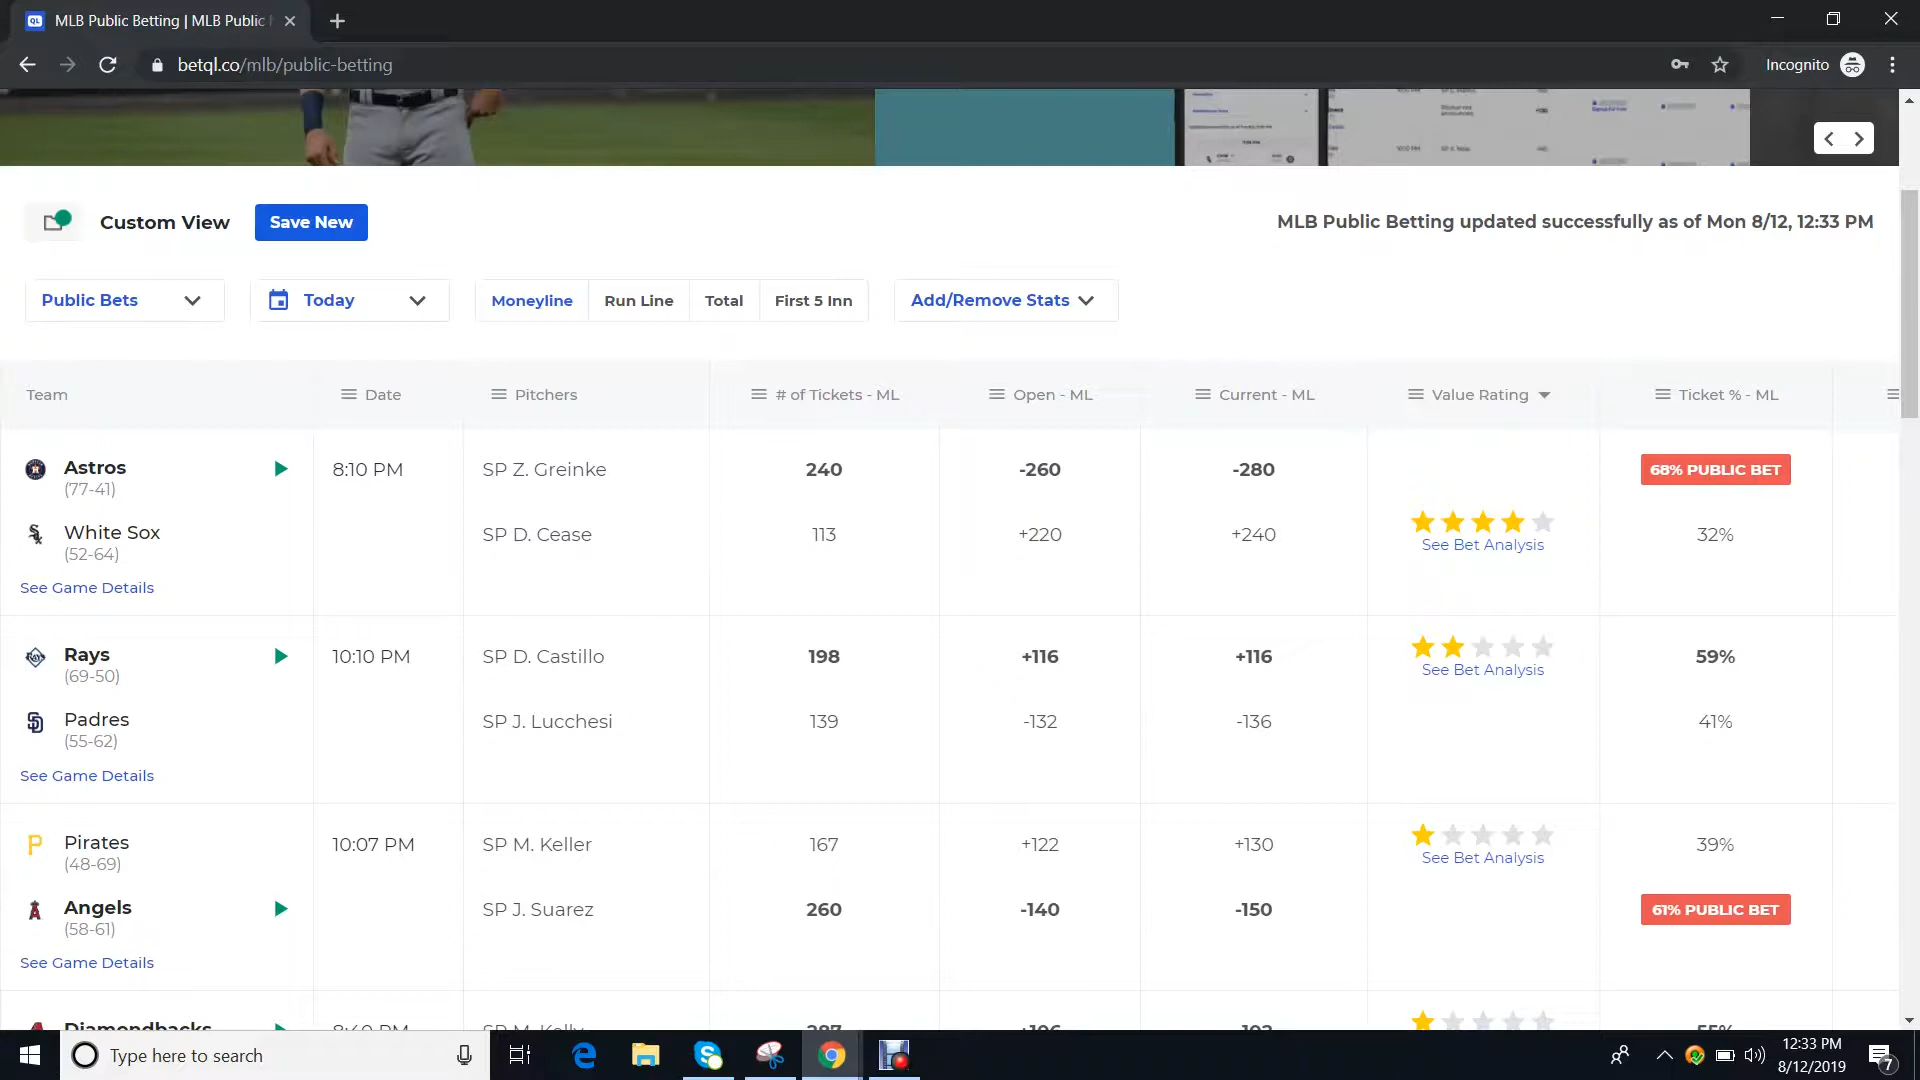 MLB Public Betting | MLB Public
betql.co/mlb/public-betting
Incognito
Custom View
Save New
MLB Public Betting updated successfully as of Mon 8/12, 12:33 PM
Public Bets
Today
Moneyline
Run Line
Total
First 5 Inn
Add/Remove Stats
Team
Date
Pitchers
# of Tickets - ML
Open - ML
Current - ML
Value Rating
Ticket % - ML
Astros
(77-41)
8:10 PM
SP Z. Greinke
240
-260
-280
68% PUBLIC BET
White Sox
(52-64)
SP D. Cease
113
+220
+240
See Bet Analysis
32%
See Game Details
Rays
(69-50)
10:10 PM
SP D. Castillo
198
+116
+116
See Bet Analysis
59%
Padres
(55-62)
SP J. Lucchesi
139
-132
-136
41%
See Game Details
Pirates
(48-69)
10:07 PM
SP M. Keller
167
+122
+130
See Bet Analysis
39%
Angels
(58-61)
SP J. Suarez
260
-140
-150
61% PUBLIC BET
See Game Details
Diamondbacks
Type here to search
12:33 PM
8/12/2019
7